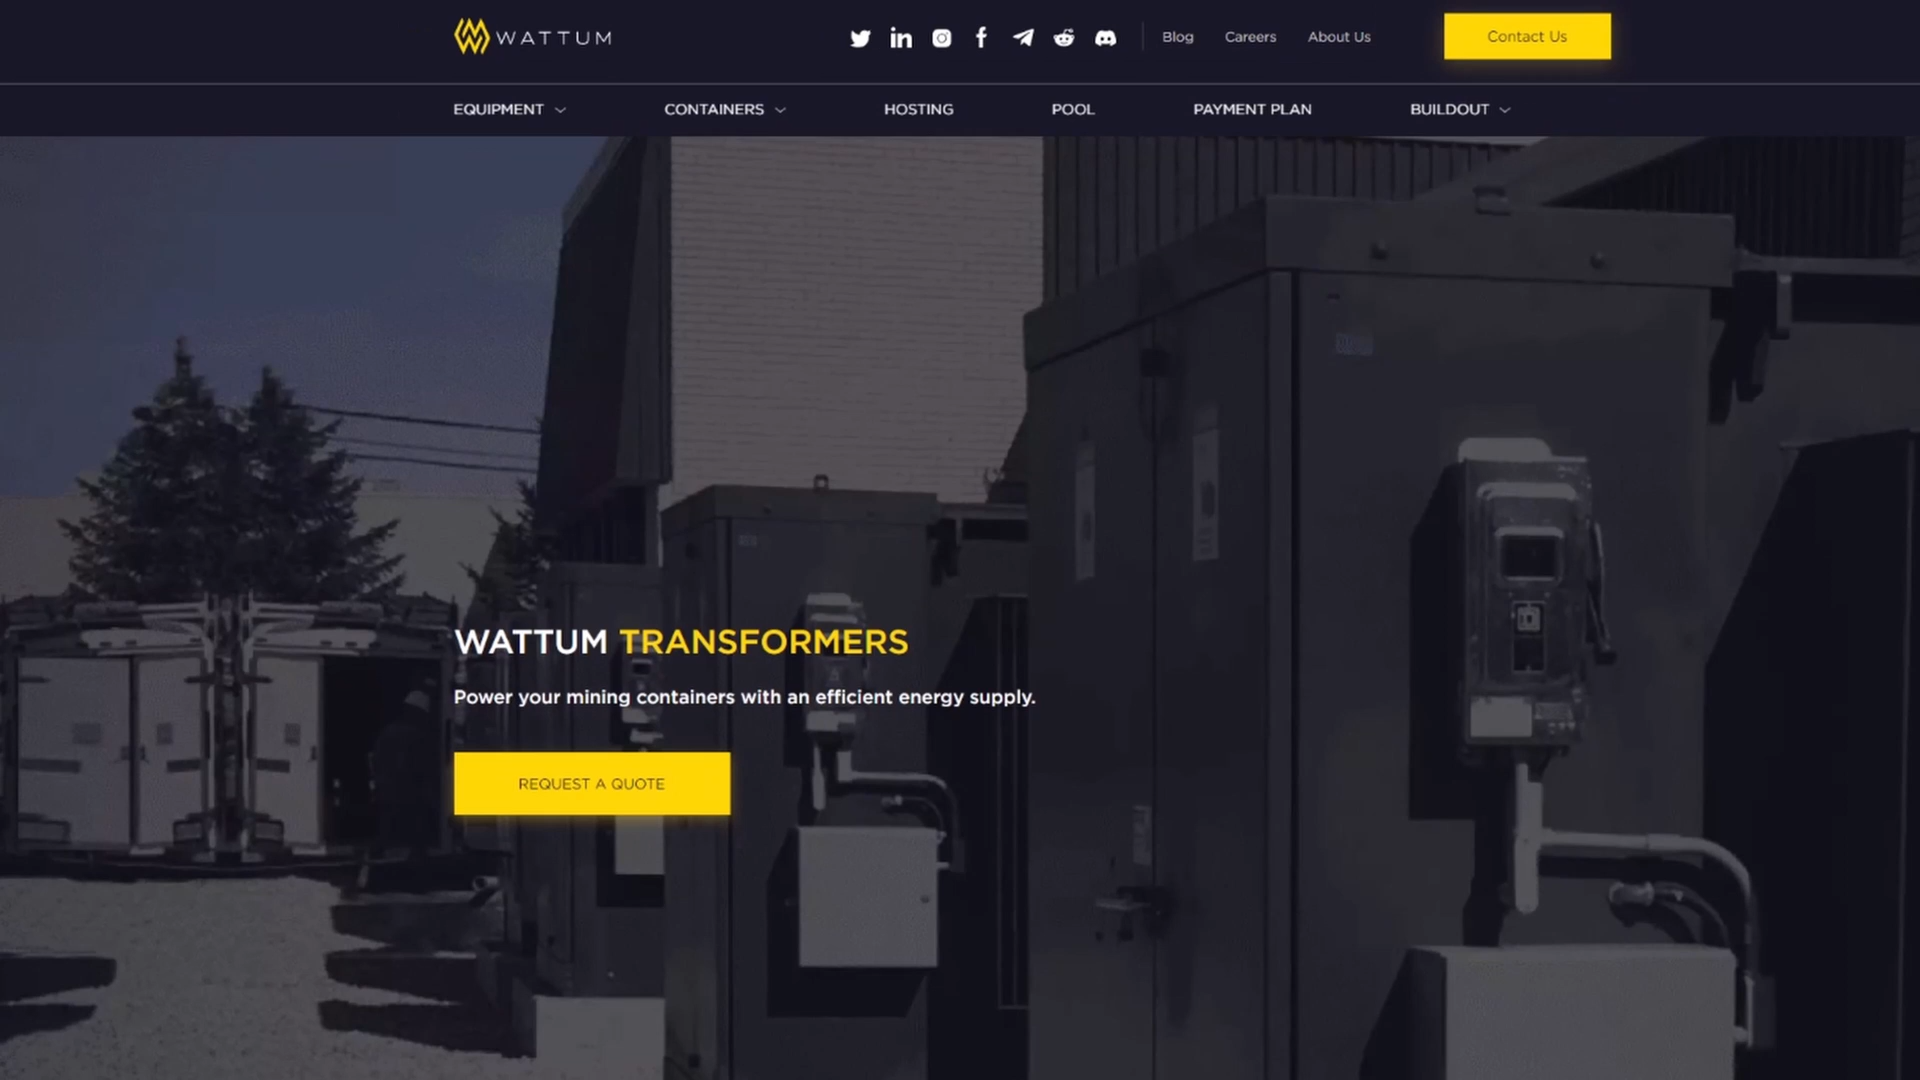 WATTUM
Blog
Careers
About Us
Contact Us
EQUIPMENT
CONTAINERS
HOSTING
POOL
PAYMENT PLAN
BUILDOUT
WATTUM TRANSFORMERS
Power your mining containers with an efficient energy supply.
REQUEST A QUOTE